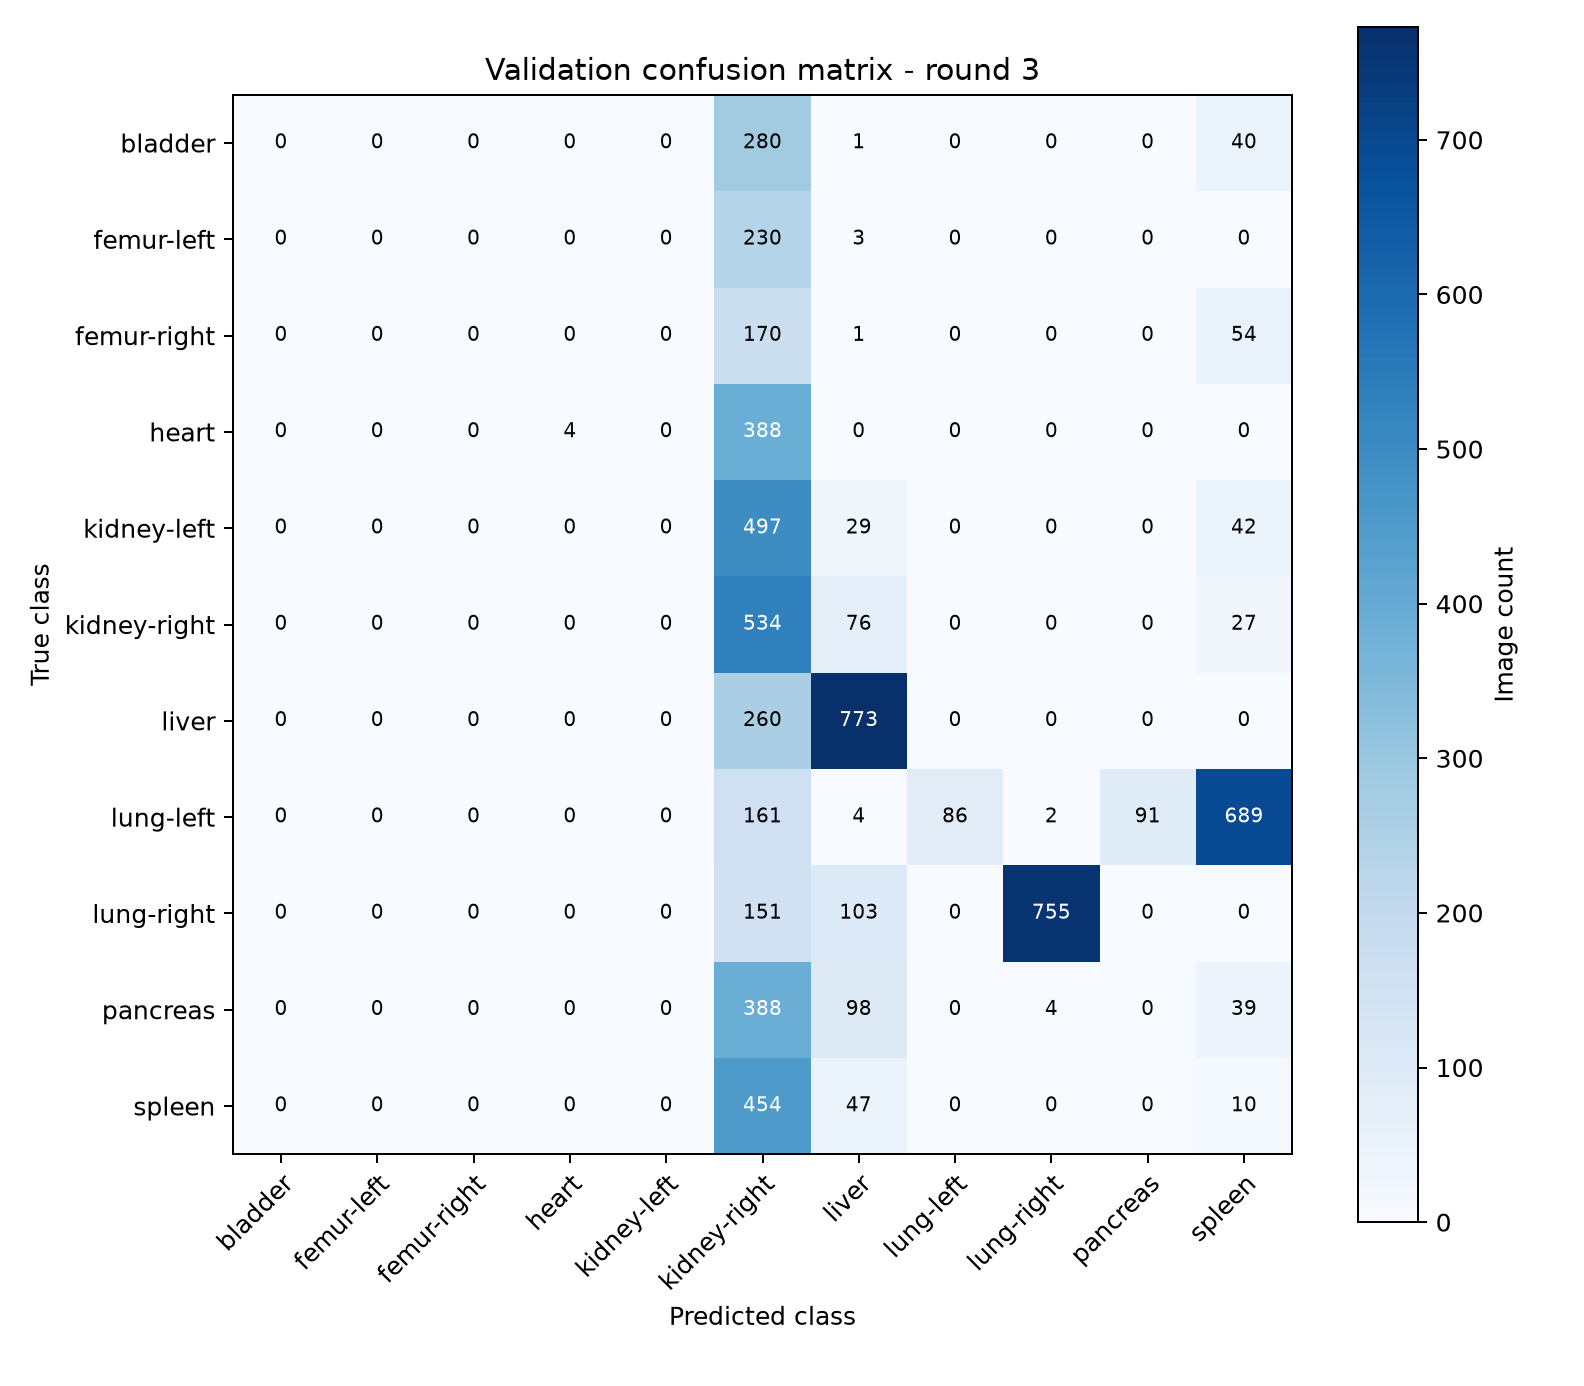 Validation confusion matrix - round 3
bladder 0 0 0 0 0 280 1 0 0 0 40
femur-left 0 0 0 0 0 230 3 0 0 0 0
femur-right 0 0 0 0 0 170 1 0 0 0 54
heart 0 0 0 4 0 388 0 0 0 0 0
kidney-left 0 0 0 0 0 497 29 0 0 0 42
kidney-right 0 0 0 0 0 534 76 0 0 0 27
liver 0 0 0 0 0 260 773 0 0 0 0
lung-left 0 0 0 0 0 161 4 86 2 91 689
lung-right 0 0 0 0 0 151 103 0 755 0 0
pancreas 0 0 0 0 0 388 98 0 4 0 39
spleen 0 0 0 0 0 454 47 0 0 0 10
True class
bladder femur-left femur-right heart kidney-left kidney-right liver lung-left lung-right pancreas spleen
Predicted class
700
600
500
400
300
200
100
0
Image count